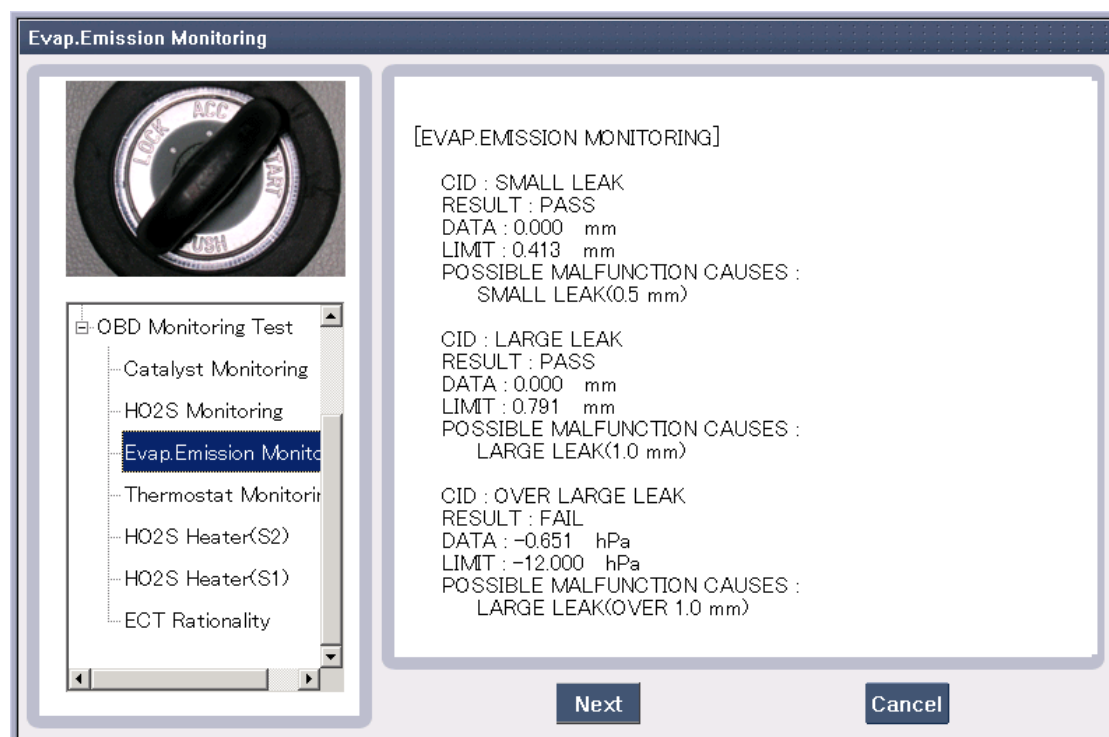 Evap.Emission Monitoring
LOCK
ACC
START
PUSH
OBD Monitoring Test
Catalyst Monitoring
HO2S Monitoring
Evap.Emission Monito
Thermostat Monitorin
HO2S Heater(S2)
HO2S Heater(S1)
ECT Rationality
[EVAP.EMISSION MONITORING]
CID : SMALL LEAK
RESULT : PASS
DATA : 0.000 mm
LIMIT : 0.413 mm
POSSIBLE MALFUNCTION CAUSES :
SMALL LEAK(0.5 mm)
CID : LARGE LEAK
RESULT : PASS
DATA : 0.000 mm
LIMIT : 0.791 mm
POSSIBLE MALFUNCTION CAUSES :
LARGE LEAK(1.0 mm)
CID : OVER LARGE LEAK
RESULT : FAIL
DATA : -0.651 hPa
LIMIT : -12.000 hPa
POSSIBLE MALFUNCTION CAUSES :
LARGE LEAK(OVER 1.0 mm)
Next
Cancel